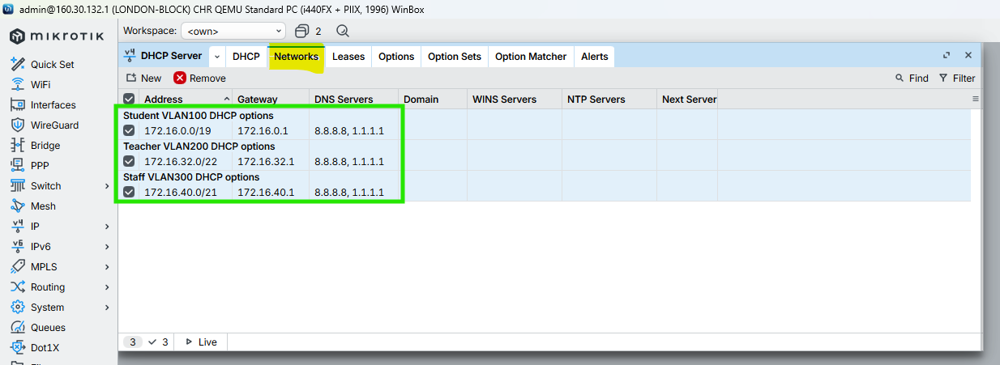 admin@160.30.132.1 (LONDON-BLOCK) CHR QEMU Standard PC (i440FX + PIIX, 1996) WinBox
mikrotik
Workspace: <own> 2
v4 DHCP Server DHCP Networks Leases Options Option Sets Option Matcher Alerts
New Remove Find Filter
Address Gateway DNS Servers Domain WINS Servers NTP Servers Next Server
Student VLAN100 DHCP options
172.16.0.0/19 172.16.0.1 8.8.8.8, 1.1.1.1
Teacher VLAN200 DHCP options
172.16.32.0/22 172.16.32.1 8.8.8.8, 1.1.1.1
Staff VLAN300 DHCP options
172.16.40.0/21 172.16.40.1 8.8.8.8, 1.1.1.1
3 3 Live
Quick Set
WiFi
Interfaces
WireGuard
Bridge
PPP
Switch
Mesh
v4 IP
v6 IPv6
MPLS
Routing
System
Queues
Dot1X